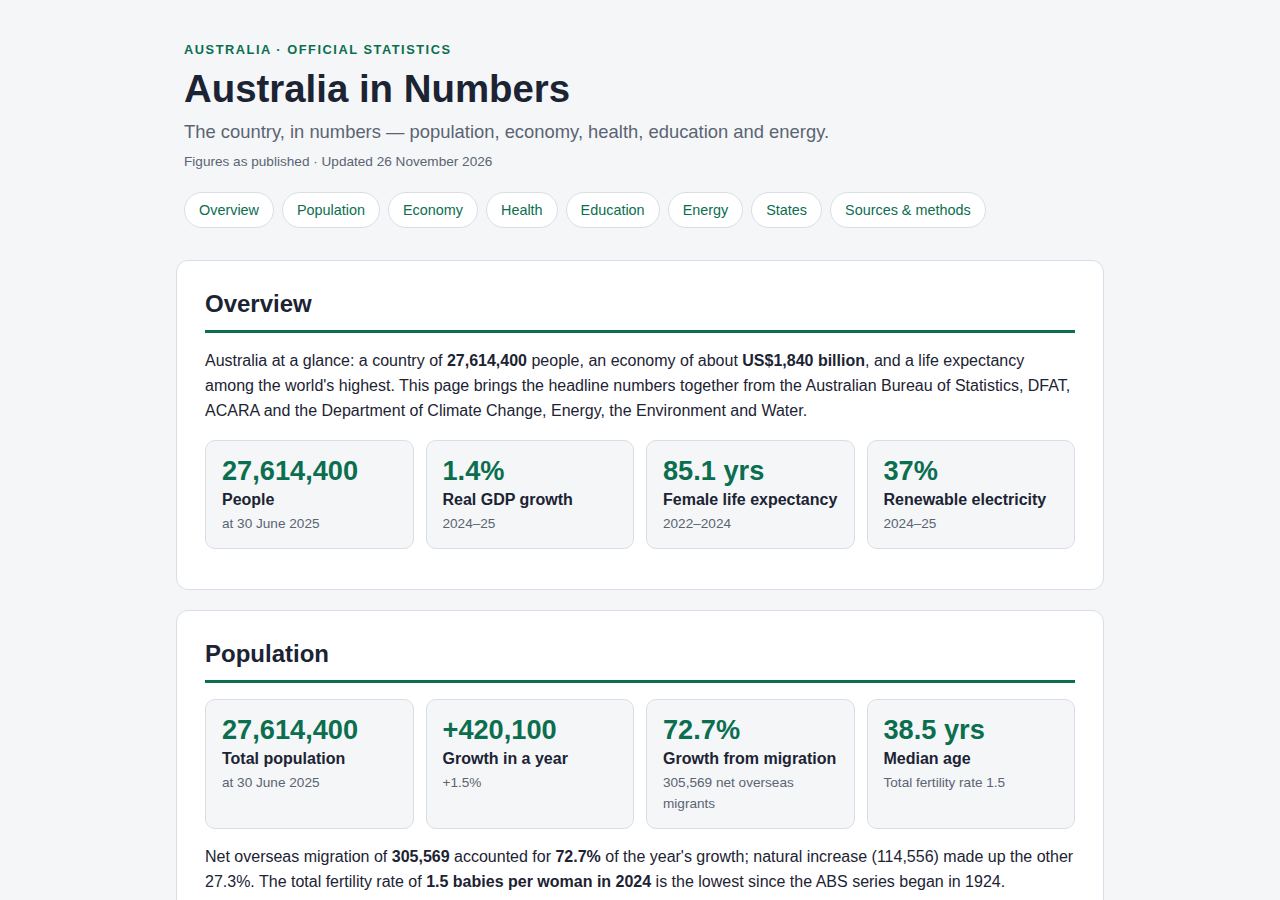 AUSTRALIA · OFFICIAL STATISTICS
Australia in Numbers
The country, in numbers — population, economy, health, education and energy.
Figures as published · Updated 26 November 2026
Overview
Population
Economy
Health
Education
Energy
States
Sources & methods
Overview
Australia at a glance: a country of 27,614,400 people, an economy of about US$1,840 billion, and a life expectancy
among the world's highest. This page brings the headline numbers together from the Australian Bureau of Statistics, DFAT,
ACARA and the Department of Climate Change, Energy, the Environment and Water.
27,614,400
People
at 30 June 2025
1.4%
Real GDP growth
2024–25
85.1 yrs
Female life expectancy
2022–2024
37%
Renewable electricity
2024–25
Population
27,614,400
Total population
at 30 June 2025
+420,100
Growth in a year
+1.5%
72.7%
Growth from migration
305,569 net overseas
migrants
38.5 yrs
Median age
Total fertility rate 1.5
Net overseas migration of 305,569 accounted for 72.7% of the year's growth; natural increase (114,556) made up the other
27.3%. The total fertility rate of 1.5 babies per woman in 2024 is the lowest since the ABS series began in 1924.